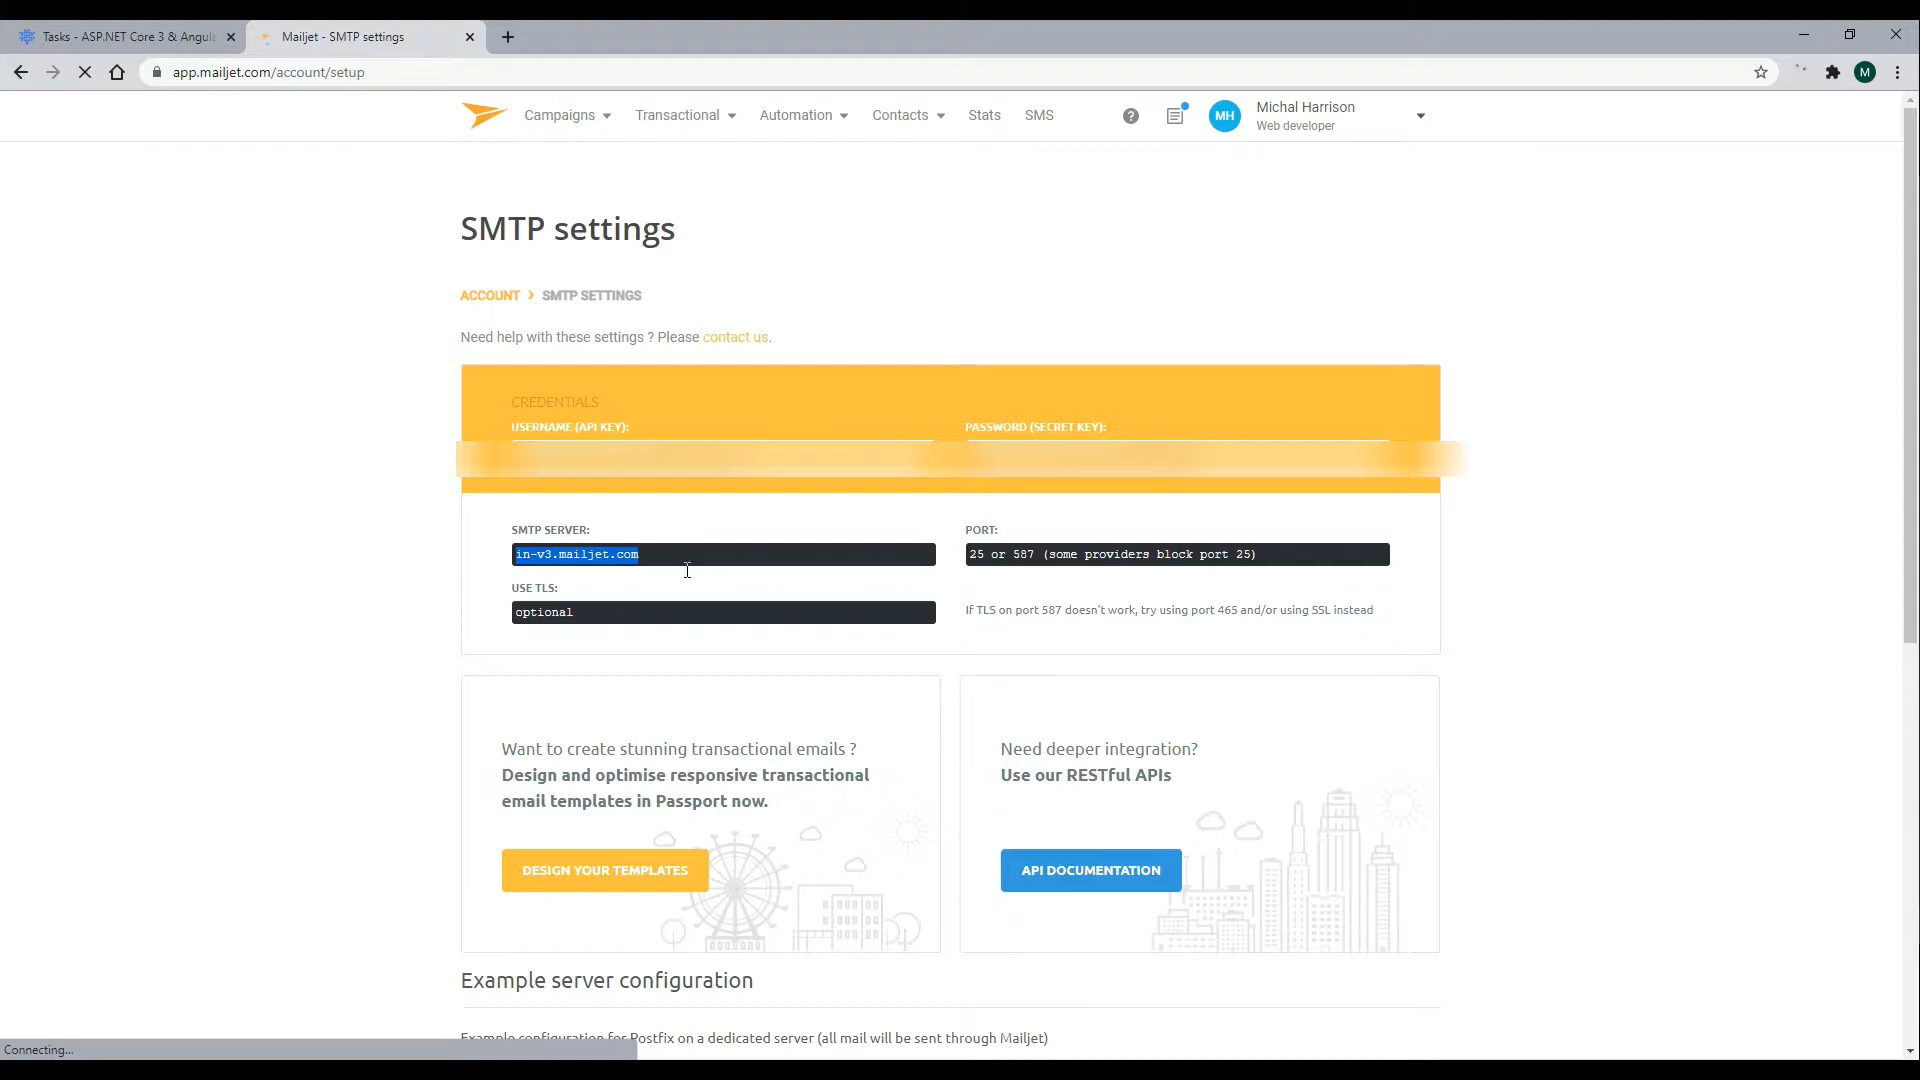 Tasks - ASP.NET Core 3 & Angula
Mailjet - SMTP settings
app.mailjet.com/account/setup
M
Campaigns
Transactional
Automation
Contacts
Stats
SMS
?
MH
Michal Harrison
Web developer
SMTP settings
ACCOUNT > SMTP SETTINGS
Need help with these settings ? Please contact us.
CREDENTIALS
USERNAME (API KEY):
PASSWORD (SECRET KEY):
SMTP SERVER:
PORT:
in-v3.mailjet.com
25 or 587 (some providers block port 25)
USE TLS:
optional
If TLS on port 587 doesn't work, try using port 465 and/or using SSL instead
Want to create stunning transactional emails ?
Design and optimise responsive transactional
email templates in Passport now.
DESIGN YOUR TEMPLATES
Need deeper integration?
Use our RESTful APIs
API DOCUMENTATION
Example server configuration
Example configuration for Postfix on a dedicated server (all mail will be sent through Mailjet)
Connecting...